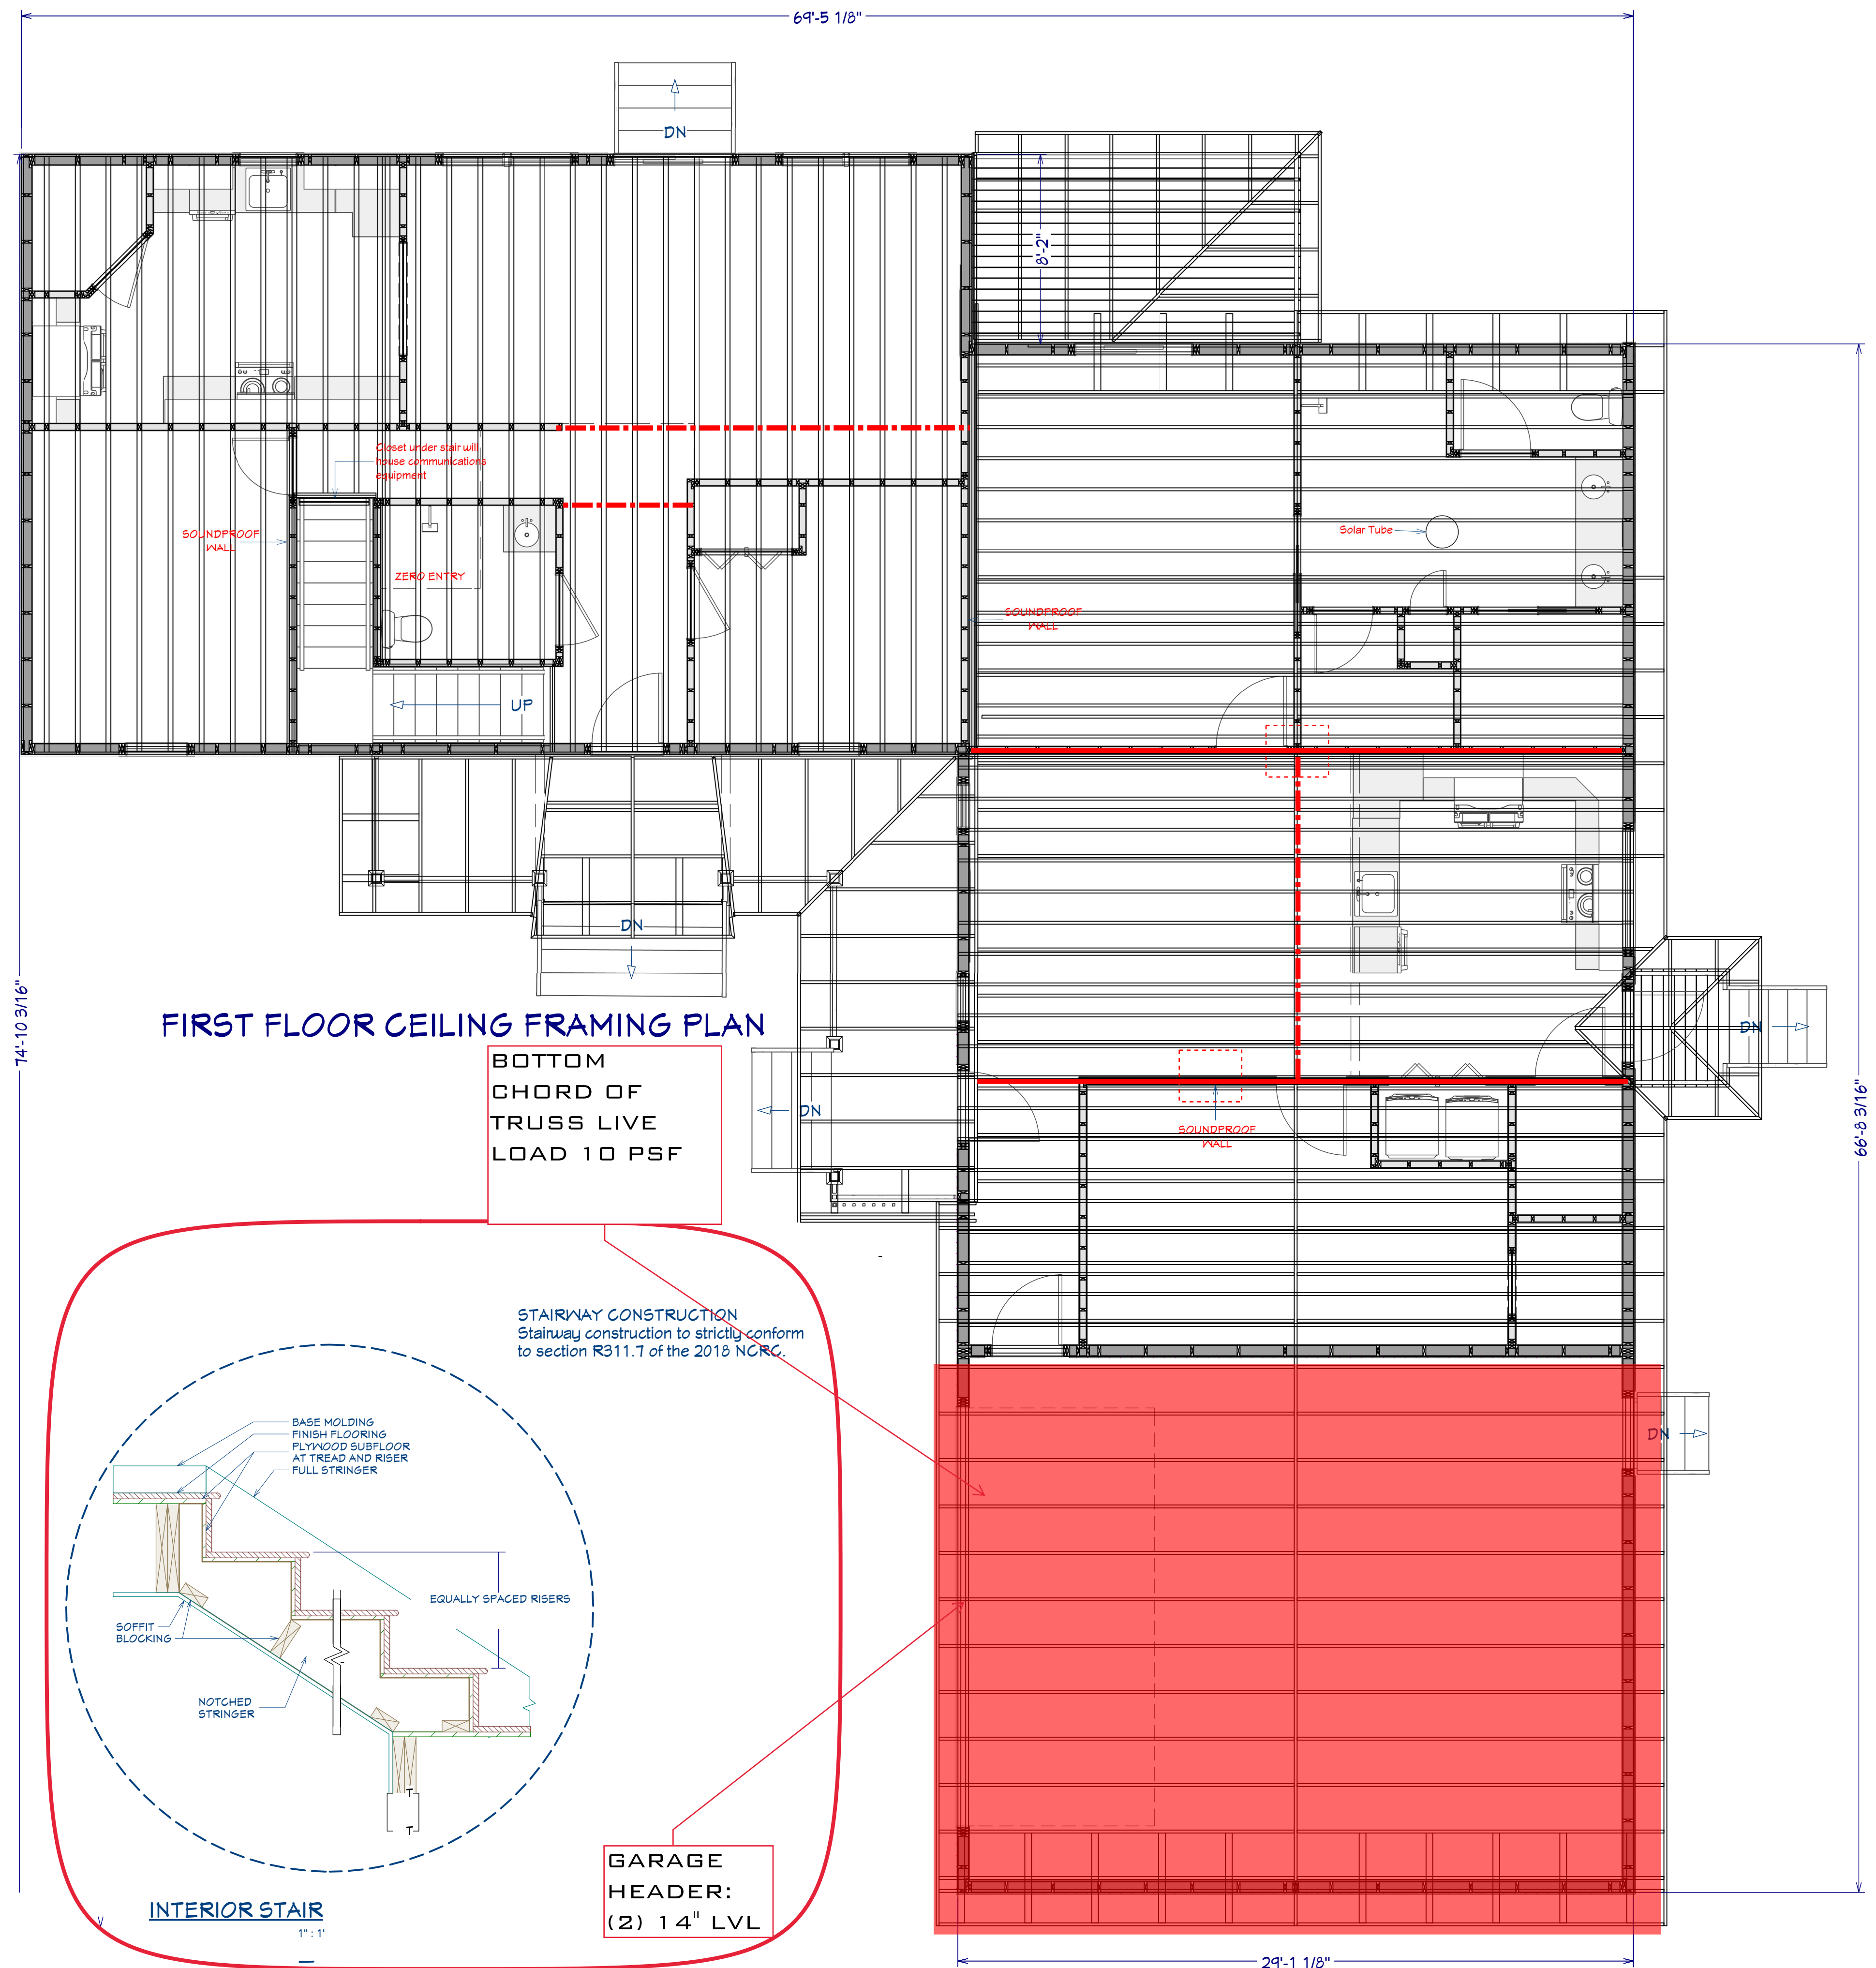 69'-5 1/8"
DN
8'-2"
Closet under stair will
house communications
equipment
SOUNDPROOF
WALL
ZERO ENTRY
Solar Tube
SOUNDPROOF
WALL
UP
DN
DN
74'-10 3/16"
FIRST FLOOR CEILING FRAMING PLAN
BOTTOM
CHORD OF
TRUSS LIVE
LOAD 10 PSF
DN
SOUNDPROOF
WALL
66'-8 3/16"
STAIRWAY CONSTRUCTION
Stairway construction to strictly conform
to section R311.7 of the 2018 NCRC.
BASE MOLDING
FINISH FLOORING
PLYWOOD SUBFLOOR
AT TREAD AND RISER
FULL STRINGER
DN
EQUALLY SPACED RISERS
SOFFIT
BLOCKING
NOTCHED
STRINGER
GARAGE
HEADER:
(2) 14" LVL
INTERIOR STAIR
1" : 1'
29'-1 1/8"